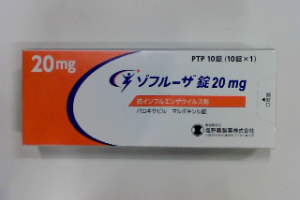 PTP 10錠 (10錠×1)
20mg
ゾフルーザ錠20mg
抗インフルエンザウイルス剤
バロキサビル マルボキシル錠
塩野義製薬株式会社